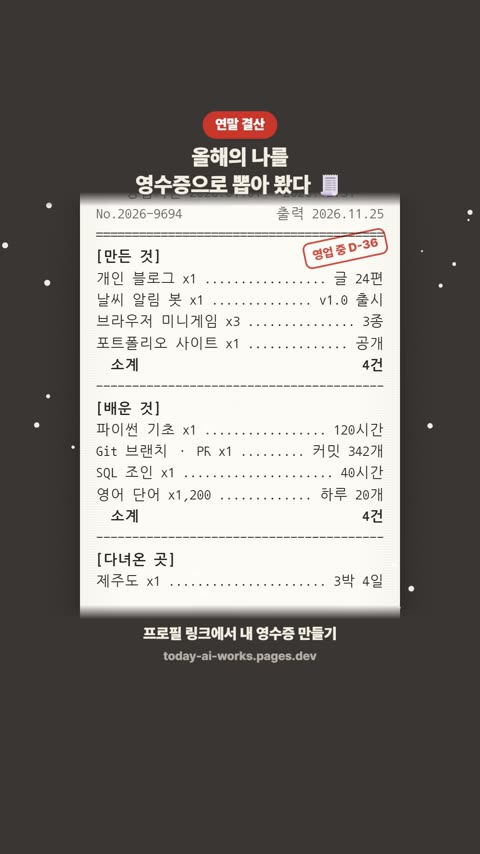 연말 결산
올해의 나를
영수증으로 뽑아 봤다
No.2026-9694 출력 2026.11.25
영업 중 D-36
[만든 것]
개인 블로그 x1 ................ 글 24편
날씨 알림 봇 x1 .............. v1.0 출시
브라우저 미니게임 x3 ............... 3종
포트폴리오 사이트 x1 ............. 공개
소계 4건
[배운 것]
파이썬 기초 x1 ................. 120시간
Git 브랜치 · PR x1 ......... 커밋 342개
SQL 조인 x1 .................... 40시간
영어 단어 x1,200 ............. 하루 20개
소계 4건
[다녀온 곳]
제주도 x1 ..................... 3박 4일
프로필 링크에서 내 영수증 만들기
today-ai-works.pages.dev